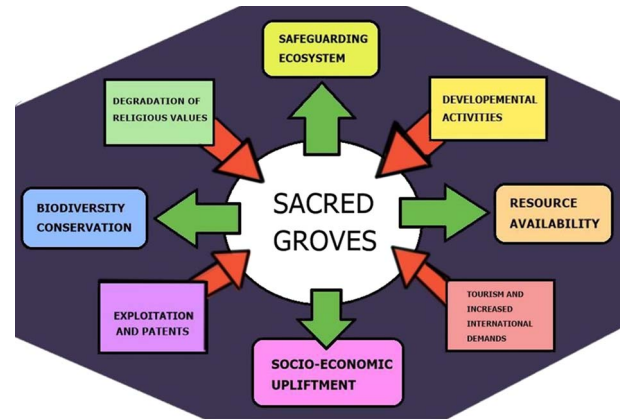 SAFEGUARDING
ECOSYSTEM
DEGRADATION OF
RELIGIOUS VALUES
DEVELOPEMENTAL
ACTIVITIES
BIODIVERSITY
CONSERVATION
SACRED
GROVES
RESOURCE
AVAILABILITY
EXPLOITATION
AND PATENTS
TOURISM AND
INCREASED
INTERNATIONAL
DEMANDS
SOCIO-ECONOMIC
UPLIFTMENT